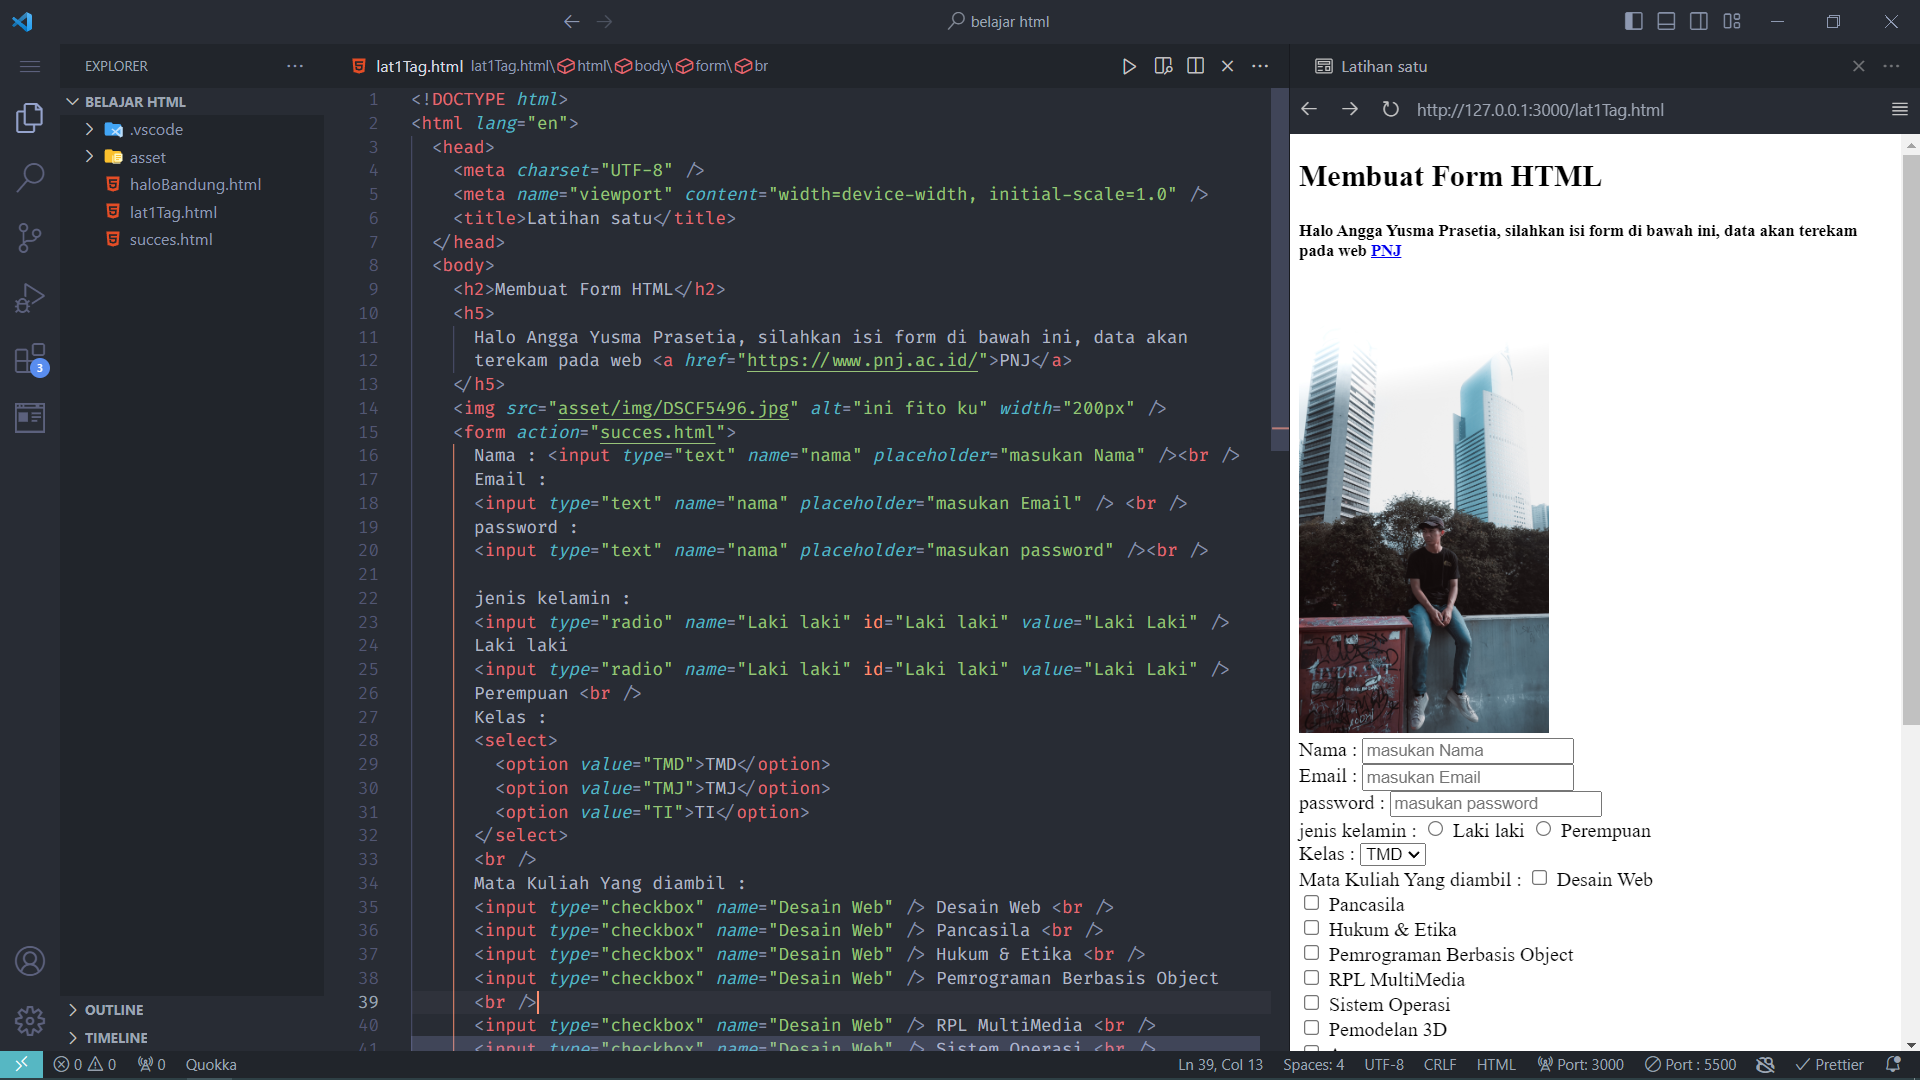 belajar html
EXPLORER
lat1Tag.html lat1Tag.html\html\body\form\br
Latihan satu
http://127.0.0.1:3000/lat1Tag.html
BELAJAR HTML
.vscode
asset
haloBandung.html
lat1Tag.html
succes.html
3
OUTLINE
TIMELINE
1 <!DOCTYPE html>
2 <html lang="en">
3 <head>
4 <meta charset="UTF-8" />
5 <meta name="viewport" content="width=device-width, initial-scale=1.0" />
6 <title>Latihan satu</title>
7 </head>
8 <body>
9 <h2>Membuat Form HTML</h2>
10 <h5>
11 Halo Angga Yusma Prasetia, silahkan isi form di bawah ini, data akan
12 terekam pada web <a href="https://www.pnj.ac.id/">PNJ</a>
13 </h5>
14 <img src="asset/img/DSCF5496.jpg" alt="ini fito ku" width="200px" />
15 <form action="succes.html">
16 Nama : <input type="text" name="nama" placeholder="masukan Nama" /><br />
17 Email :
18 <input type="text" name="nama" placeholder="masukan Email" /> <br />
19 password :
20 <input type="text" name="nama" placeholder="masukan password" /><br />
21
22 jenis kelamin :
23 <input type="radio" name="Laki laki" id="Laki laki" value="Laki Laki" />
24 Laki laki
25 <input type="radio" name="Laki laki" id="Laki laki" value="Laki Laki" />
26 Perempuan <br />
27 Kelas :
28 <select>
29 <option value="TMD">TMD</option>
30 <option value="TMJ">TMJ</option>
31 <option value="TI">TI</option>
32 </select>
33 <br />
34 Mata Kuliah Yang diambil :
35 <input type="checkbox" name="Desain Web" /> Desain Web <br />
36 <input type="checkbox" name="Desain Web" /> Pancasila <br />
37 <input type="checkbox" name="Desain Web" /> Hukum & Etika <br />
38 <input type="checkbox" name="Desain Web" /> Pemrograman Berbasis Object
39 <br />
40 <input type="checkbox" name="Desain Web" /> RPL MultiMedia <br />
41 <input type="checkbox" name="Desain Web" /> Sistem Operasi <br />
Membuat Form HTML
Halo Angga Yusma Prasetia, silahkan isi form di bawah ini, data akan terekam
pada web PNJ
HYDRANT
Nama : masukan Nama
Email : masukan Email
password : masukan password
jenis kelamin : Laki laki Perempuan
Kelas : TMD
Mata Kuliah Yang diambil : Desain Web
Pancasila
Hukum & Etika
Pemrograman Berbasis Object
RPL MultiMedia
Sistem Operasi
Pemodelan 3D
0 0 0 Quokka
Ln 39, Col 13 Spaces: 4 UTF-8 CRLF HTML Port: 3000 Port : 5500 Prettier